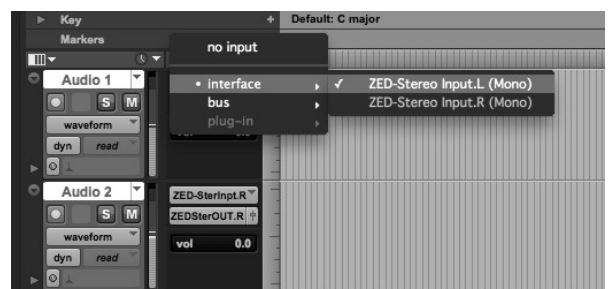 Key + Default: C major
Markers
no input
Audio 1
• interface
✓ ZED-Stereo Input.L (Mono)
S M
bus
ZED-Stereo Input.R (Mono)
waveform
plug-in
dyn read
Audio 2
ZED-SterInpt.R
S M
ZEDSterOUT.R
waveform
vol 0.0
dyn read